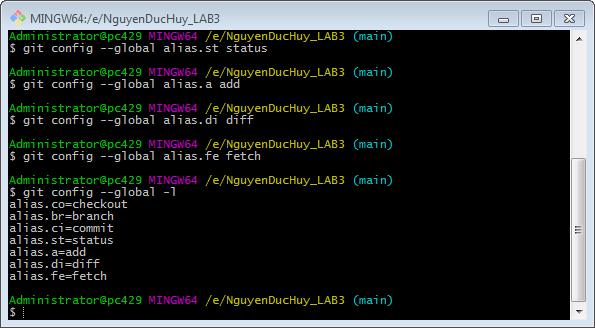 MINGW64:/e/NguyenDucHuy_LAB3
Administrator@pc429 MINGW64 /e/NguyenDucHuy_LAB3 (main)
$ git config --global alias.st status
Administrator@pc429 MINGW64 /e/NguyenDucHuy_LAB3 (main)
$ git config --global alias.a add
Administrator@pc429 MINGW64 /e/NguyenDucHuy_LAB3 (main)
$ git config --global alias.di diff
Administrator@pc429 MINGW64 /e/NguyenDucHuy_LAB3 (main)
$ git config --global alias.fe fetch
Administrator@pc429 MINGW64 /e/NguyenDucHuy_LAB3 (main)
$ git config --global -l
alias.co=checkout
alias.br=branch
alias.ci=commit
alias.st=status
alias.a=add
alias.di=diff
alias.fe=fetch
Administrator@pc429 MINGW64 /e/NguyenDucHuy_LAB3 (main)
$